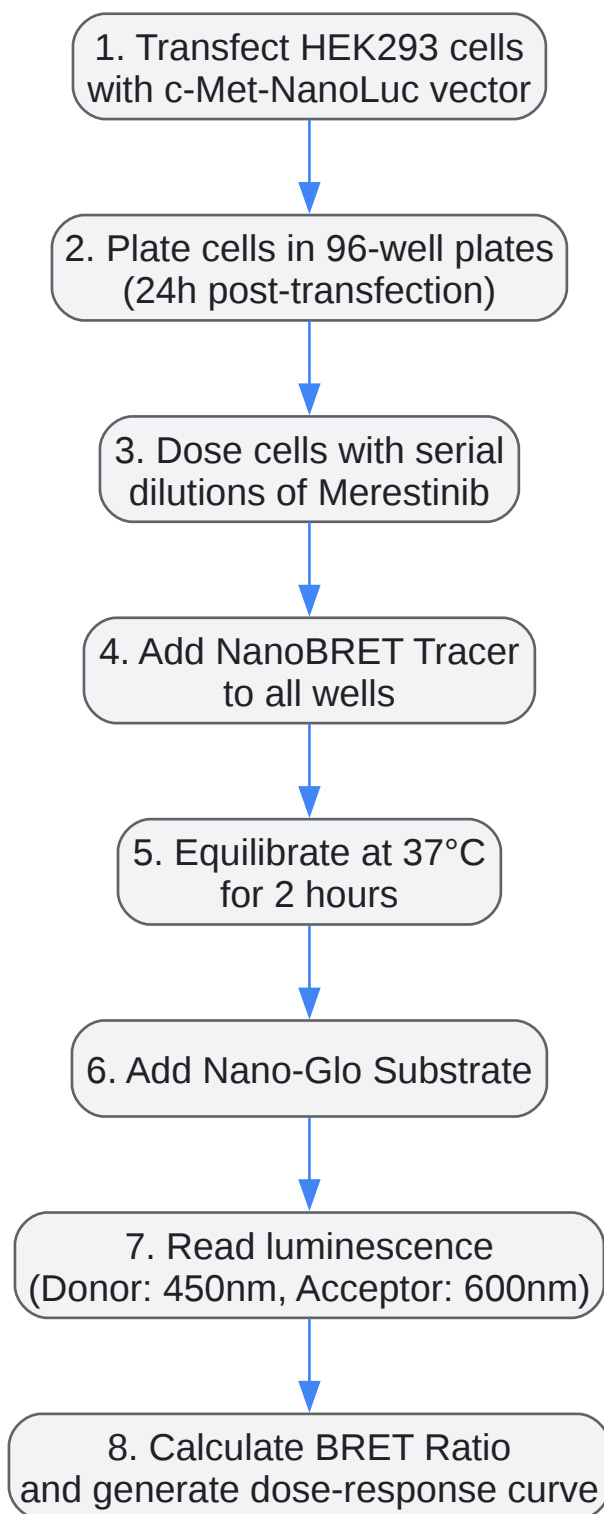 1. Transfect HEK293 cells
with c-Met-NanoLuc vector
2. Plate cells in 96-well plates
(24h post-transfection)
3. Dose cells with serial
dilutions of Merestinib
4. Add NanoBRET Tracer
to all wells
5. Equilibrate at 37°C
for 2 hours
6. Add Nano-Glo Substrate
7. Read luminescence
(Donor: 450nm, Acceptor: 600nm)
8. Calculate BRET Ratio
and generate dose-response curve